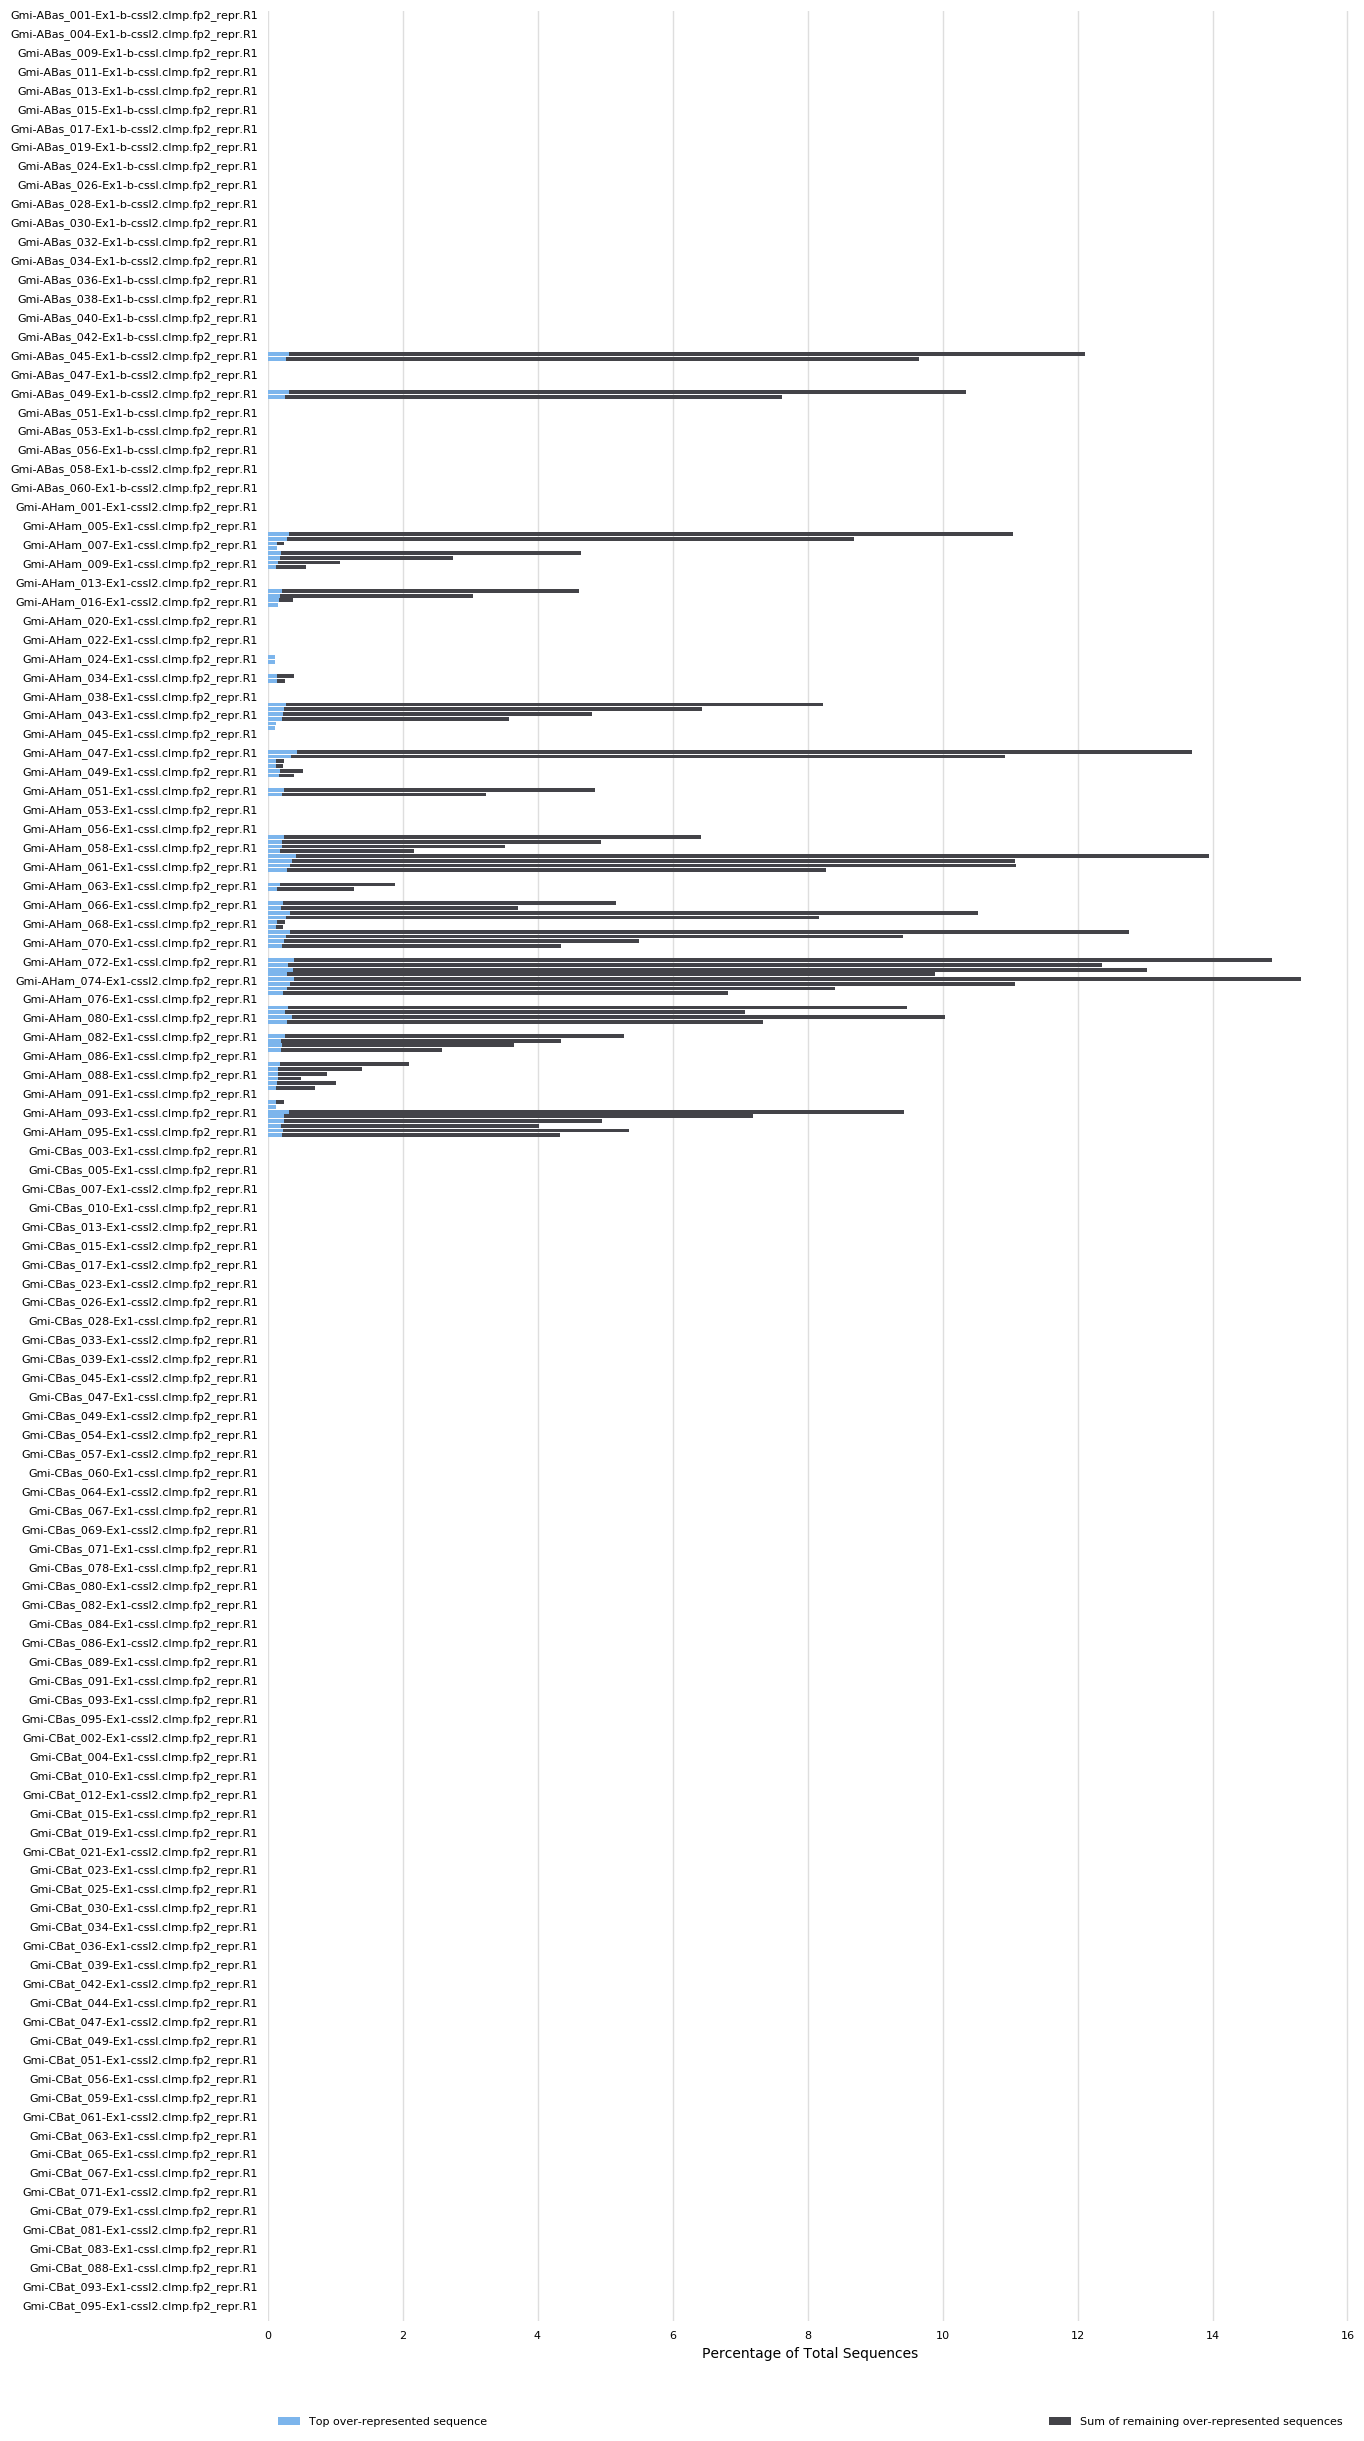 Gmi-ABas_001-Ex1-b-cssl2.clmp.fp2_repr.R1
Gmi-ABas_004-Ex1-b-cssl2.clmp.fp2_repr.R1
Gmi-ABas_009-Ex1-b-cssl.clmp.fp2_repr.R1
Gmi-ABas_011-Ex1-b-cssl.clmp.fp2_repr.R1
Gmi-ABas_013-Ex1-b-cssl.clmp.fp2_repr.R1
Gmi-ABas_015-Ex1-b-cssl.clmp.fp2_repr.R1
Gmi-ABas_017-Ex1-b-cssl2.clmp.fp2_repr.R1
Gmi-ABas_019-Ex1-b-cssl2.clmp.fp2_repr.R1
Gmi-ABas_024-Ex1-b-cssl.clmp.fp2_repr.R1
Gmi-ABas_026-Ex1-b-cssl.clmp.fp2_repr.R1
Gmi-ABas_028-Ex1-b-cssl2.clmp.fp2_repr.R1
Gmi-ABas_030-Ex1-b-cssl2.clmp.fp2_repr.R1
Gmi-ABas_032-Ex1-b-cssl.clmp.fp2_repr.R1
Gmi-ABas_034-Ex1-b-cssl2.clmp.fp2_repr.R1
Gmi-ABas_036-Ex1-b-cssl.clmp.fp2_repr.R1
Gmi-ABas_038-Ex1-b-cssl.clmp.fp2_repr.R1
Gmi-ABas_040-Ex1-b-cssl.clmp.fp2_repr.R1
Gmi-ABas_042-Ex1-b-cssl.clmp.fp2_repr.R1
Gmi-ABas_045-Ex1-b-cssl2.clmp.fp2_repr.R1
Gmi-ABas_047-Ex1-b-cssl.clmp.fp2_repr.R1
Gmi-ABas_049-Ex1-b-cssl2.clmp.fp2_repr.R1
Gmi-ABas_051-Ex1-b-cssl.clmp.fp2_repr.R1
Gmi-ABas_053-Ex1-b-cssl.clmp.fp2_repr.R1
Gmi-ABas_056-Ex1-b-cssl.clmp.fp2_repr.R1
Gmi-ABas_058-Ex1-b-cssl2.clmp.fp2_repr.R1
Gmi-ABas_060-Ex1-b-cssl2.clmp.fp2_repr.R1
Gmi-AHam_001-Ex1-cssl2.clmp.fp2_repr.R1
Gmi-AHam_005-Ex1-cssl.clmp.fp2_repr.R1
Gmi-AHam_007-Ex1-cssl.clmp.fp2_repr.R1
Gmi-AHam_009-Ex1-cssl.clmp.fp2_repr.R1
Gmi-AHam_013-Ex1-cssl2.clmp.fp2_repr.R1
Gmi-AHam_016-Ex1-cssl2.clmp.fp2_repr.R1
Gmi-AHam_020-Ex1-cssl.clmp.fp2_repr.R1
Gmi-AHam_022-Ex1-cssl.clmp.fp2_repr.R1
Gmi-AHam_024-Ex1-cssl.clmp.fp2_repr.R1
Gmi-AHam_034-Ex1-cssl.clmp.fp2_repr.R1
Gmi-AHam_038-Ex1-cssl.clmp.fp2_repr.R1
Gmi-AHam_043-Ex1-cssl.clmp.fp2_repr.R1
Gmi-AHam_045-Ex1-cssl.clmp.fp2_repr.R1
Gmi-AHam_047-Ex1-cssl.clmp.fp2_repr.R1
Gmi-AHam_049-Ex1-cssl.clmp.fp2_repr.R1
Gmi-AHam_051-Ex1-cssl.clmp.fp2_repr.R1
Gmi-AHam_053-Ex1-cssl.clmp.fp2_repr.R1
Gmi-AHam_056-Ex1-cssl.clmp.fp2_repr.R1
Gmi-AHam_058-Ex1-cssl.clmp.fp2_repr.R1
Gmi-AHam_061-Ex1-cssl.clmp.fp2_repr.R1
Gmi-AHam_063-Ex1-cssl.clmp.fp2_repr.R1
Gmi-AHam_066-Ex1-cssl.clmp.fp2_repr.R1
Gmi-AHam_068-Ex1-cssl.clmp.fp2_repr.R1
Gmi-AHam_070-Ex1-cssl.clmp.fp2_repr.R1
Gmi-AHam_072-Ex1-cssl.clmp.fp2_repr.R1
Gmi-AHam_074-Ex1-cssl2.clmp.fp2_repr.R1
Gmi-AHam_076-Ex1-cssl.clmp.fp2_repr.R1
Gmi-AHam_080-Ex1-cssl.clmp.fp2_repr.R1
Gmi-AHam_082-Ex1-cssl.clmp.fp2_repr.R1
Gmi-AHam_086-Ex1-cssl.clmp.fp2_repr.R1
Gmi-AHam_088-Ex1-cssl.clmp.fp2_repr.R1
Gmi-AHam_091-Ex1-cssl.clmp.fp2_repr.R1
Gmi-AHam_093-Ex1-cssl.clmp.fp2_repr.R1
Gmi-AHam_095-Ex1-cssl.clmp.fp2_repr.R1
Gmi-CBas_003-Ex1-cssl.clmp.fp2_repr.R1
Gmi-CBas_005-Ex1-cssl.clmp.fp2_repr.R1
Gmi-CBas_007-Ex1-cssl2.clmp.fp2_repr.R1
Gmi-CBas_010-Ex1-cssl.clmp.fp2_repr.R1
Gmi-CBas_013-Ex1-cssl2.clmp.fp2_repr.R1
Gmi-CBas_015-Ex1-cssl2.clmp.fp2_repr.R1
Gmi-CBas_017-Ex1-cssl2.clmp.fp2_repr.R1
Gmi-CBas_023-Ex1-cssl2.clmp.fp2_repr.R1
Gmi-CBas_026-Ex1-cssl2.clmp.fp2_repr.R1
Gmi-CBas_028-Ex1-cssl.clmp.fp2_repr.R1
Gmi-CBas_033-Ex1-cssl2.clmp.fp2_repr.R1
Gmi-CBas_039-Ex1-cssl2.clmp.fp2_repr.R1
Gmi-CBas_045-Ex1-cssl2.clmp.fp2_repr.R1
Gmi-CBas_047-Ex1-cssl.clmp.fp2_repr.R1
Gmi-CBas_049-Ex1-cssl2.clmp.fp2_repr.R1
Gmi-CBas_054-Ex1-cssl2.clmp.fp2_repr.R1
Gmi-CBas_057-Ex1-cssl2.clmp.fp2_repr.R1
Gmi-CBas_060-Ex1-cssl.clmp.fp2_repr.R1
Gmi-CBas_064-Ex1-cssl2.clmp.fp2_repr.R1
Gmi-CBas_067-Ex1-cssl.clmp.fp2_repr.R1
Gmi-CBas_069-Ex1-cssl2.clmp.fp2_repr.R1
Gmi-CBas_071-Ex1-cssl.clmp.fp2_repr.R1
Gmi-CBas_078-Ex1-cssl.clmp.fp2_repr.R1
Gmi-CBas_080-Ex1-cssl2.clmp.fp2_repr.R1
Gmi-CBas_082-Ex1-cssl2.clmp.fp2_repr.R1
Gmi-CBas_084-Ex1-cssl.clmp.fp2_repr.R1
Gmi-CBas_086-Ex1-cssl2.clmp.fp2_repr.R1
Gmi-CBas_089-Ex1-cssl.clmp.fp2_repr.R1
Gmi-CBas_091-Ex1-cssl.clmp.fp2_repr.R1
Gmi-CBas_093-Ex1-cssl.clmp.fp2_repr.R1
Gmi-CBas_095-Ex1-cssl2.clmp.fp2_repr.R1
Gmi-CBat_002-Ex1-cssl2.clmp.fp2_repr.R1
Gmi-CBat_004-Ex1-cssl.clmp.fp2_repr.R1
Gmi-CBat_010-Ex1-cssl.clmp.fp2_repr.R1
Gmi-CBat_012-Ex1-cssl2.clmp.fp2_repr.R1
Gmi-CBat_015-Ex1-cssl.clmp.fp2_repr.R1
Gmi-CBat_019-Ex1-cssl.clmp.fp2_repr.R1
Gmi-CBat_021-Ex1-cssl2.clmp.fp2_repr.R1
Gmi-CBat_023-Ex1-cssl.clmp.fp2_repr.R1
Gmi-CBat_025-Ex1-cssl.clmp.fp2_repr.R1
Gmi-CBat_030-Ex1-cssl.clmp.fp2_repr.R1
Gmi-CBat_034-Ex1-cssl.clmp.fp2_repr.R1
Gmi-CBat_036-Ex1-cssl2.clmp.fp2_repr.R1
Gmi-CBat_039-Ex1-cssl.clmp.fp2_repr.R1
Gmi-CBat_042-Ex1-cssl2.clmp.fp2_repr.R1
Gmi-CBat_044-Ex1-cssl.clmp.fp2_repr.R1
Gmi-CBat_047-Ex1-cssl2.clmp.fp2_repr.R1
Gmi-CBat_049-Ex1-cssl.clmp.fp2_repr.R1
Gmi-CBat_051-Ex1-cssl2.clmp.fp2_repr.R1
Gmi-CBat_056-Ex1-cssl.clmp.fp2_repr.R1
Gmi-CBat_059-Ex1-cssl.clmp.fp2_repr.R1
Gmi-CBat_061-Ex1-cssl2.clmp.fp2_repr.R1
Gmi-CBat_063-Ex1-cssl.clmp.fp2_repr.R1
Gmi-CBat_065-Ex1-cssl.clmp.fp2_repr.R1
Gmi-CBat_067-Ex1-cssl.clmp.fp2_repr.R1
Gmi-CBat_071-Ex1-cssl2.clmp.fp2_repr.R1
Gmi-CBat_079-Ex1-cssl.clmp.fp2_repr.R1
Gmi-CBat_081-Ex1-cssl2.clmp.fp2_repr.R1
Gmi-CBat_083-Ex1-cssl.clmp.fp2_repr.R1
Gmi-CBat_088-Ex1-cssl.clmp.fp2_repr.R1
Gmi-CBat_093-Ex1-cssl2.clmp.fp2_repr.R1
Gmi-CBat_095-Ex1-cssl2.clmp.fp2_repr.R1
0 2 4 6 8 10 12 14 16
Percentage of Total Sequences
Top over-represented sequence
Sum of remaining over-represented sequences